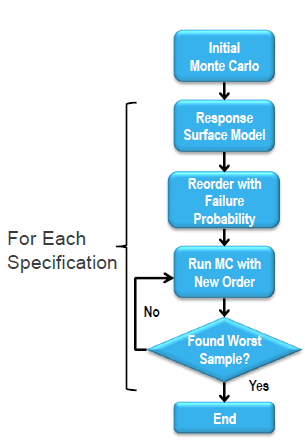 Initial
Monte Carlo
Response
Surface Model
Reorder with
Failure
Probability
For Each
Specification
Run MC with
New Order
No
Found Worst
Sample?
Yes
End